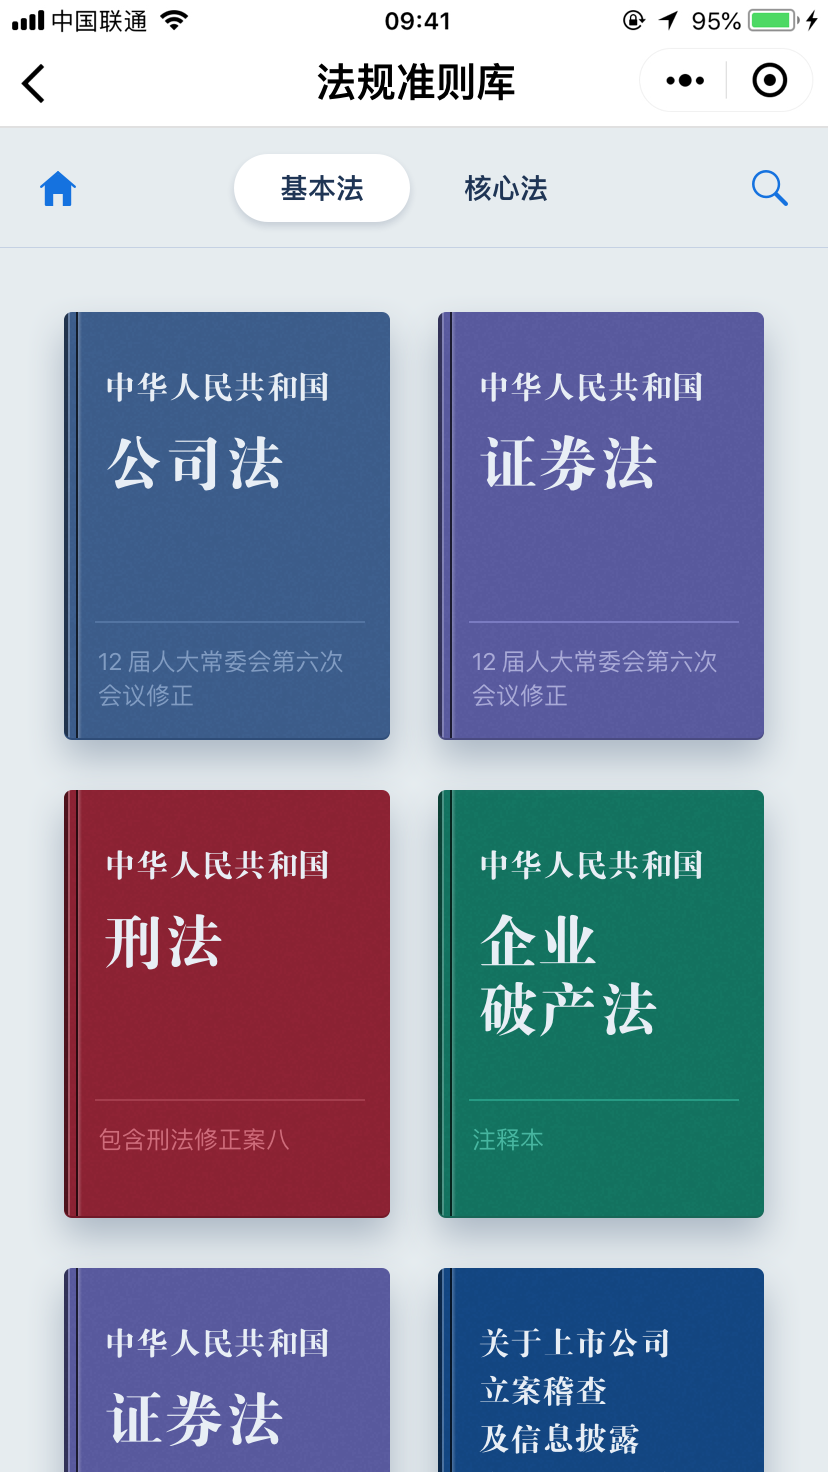 中国联通 09:41 95%
法规准则库
基本法 核心法
中华人民共和国
公司法
12 届人大常委会第六次
会议修正
中华人民共和国
证券法
12 届人大常委会第六次
会议修正
中华人民共和国
刑法
包含刑法修正案八
中华人民共和国
企业
破产法
注释本
中华人民共和国
证券法
关于上市公司
立案稽查
及信息披露